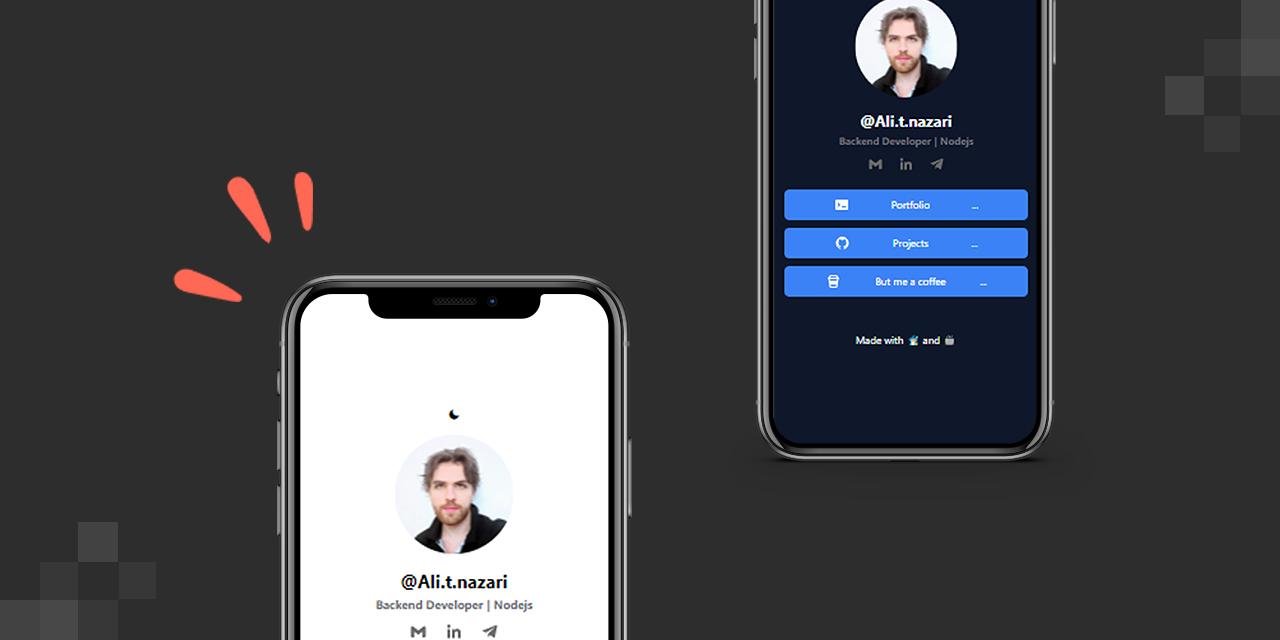 @Ali.t.nazari
Backend Developer | Nodejs
Portfolio ...
Projects ...
But me a coffee ...
Made with and
@Ali.t.nazari
Backend Developer | Nodejs